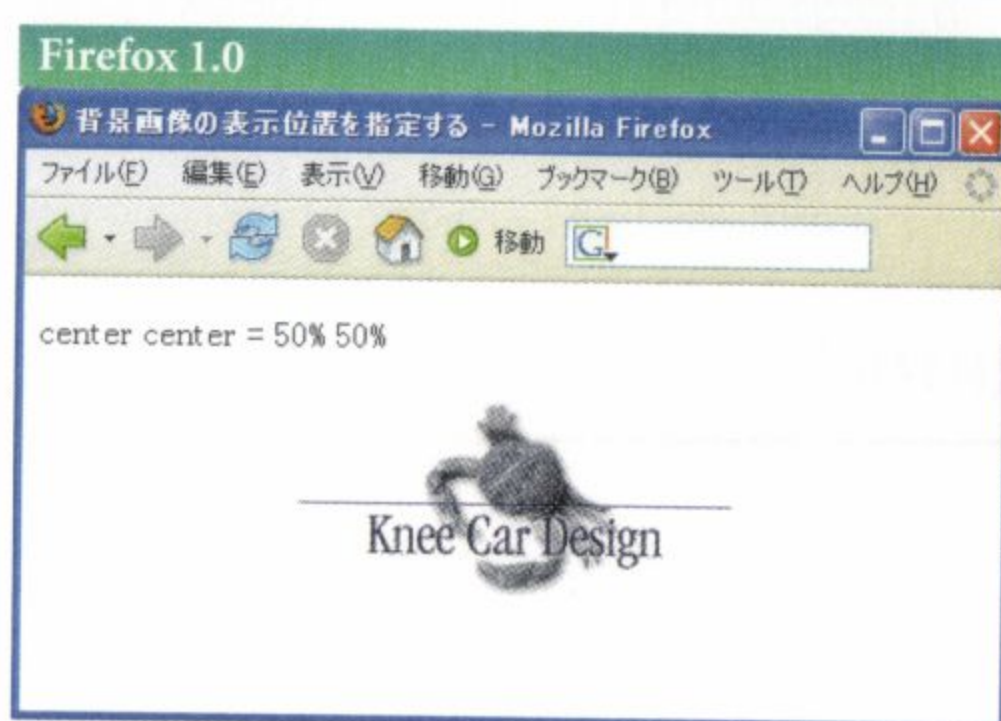 Firefox 1.0
背景画像の表示位置を指定する - Mozilla Firefox
ファイル(F) 編集(E) 表示(V) 移動(G) ブックマーク(B) ツール(T) ヘルプ(H)
移動 G
center center = 50% 50%
Knee Car Design